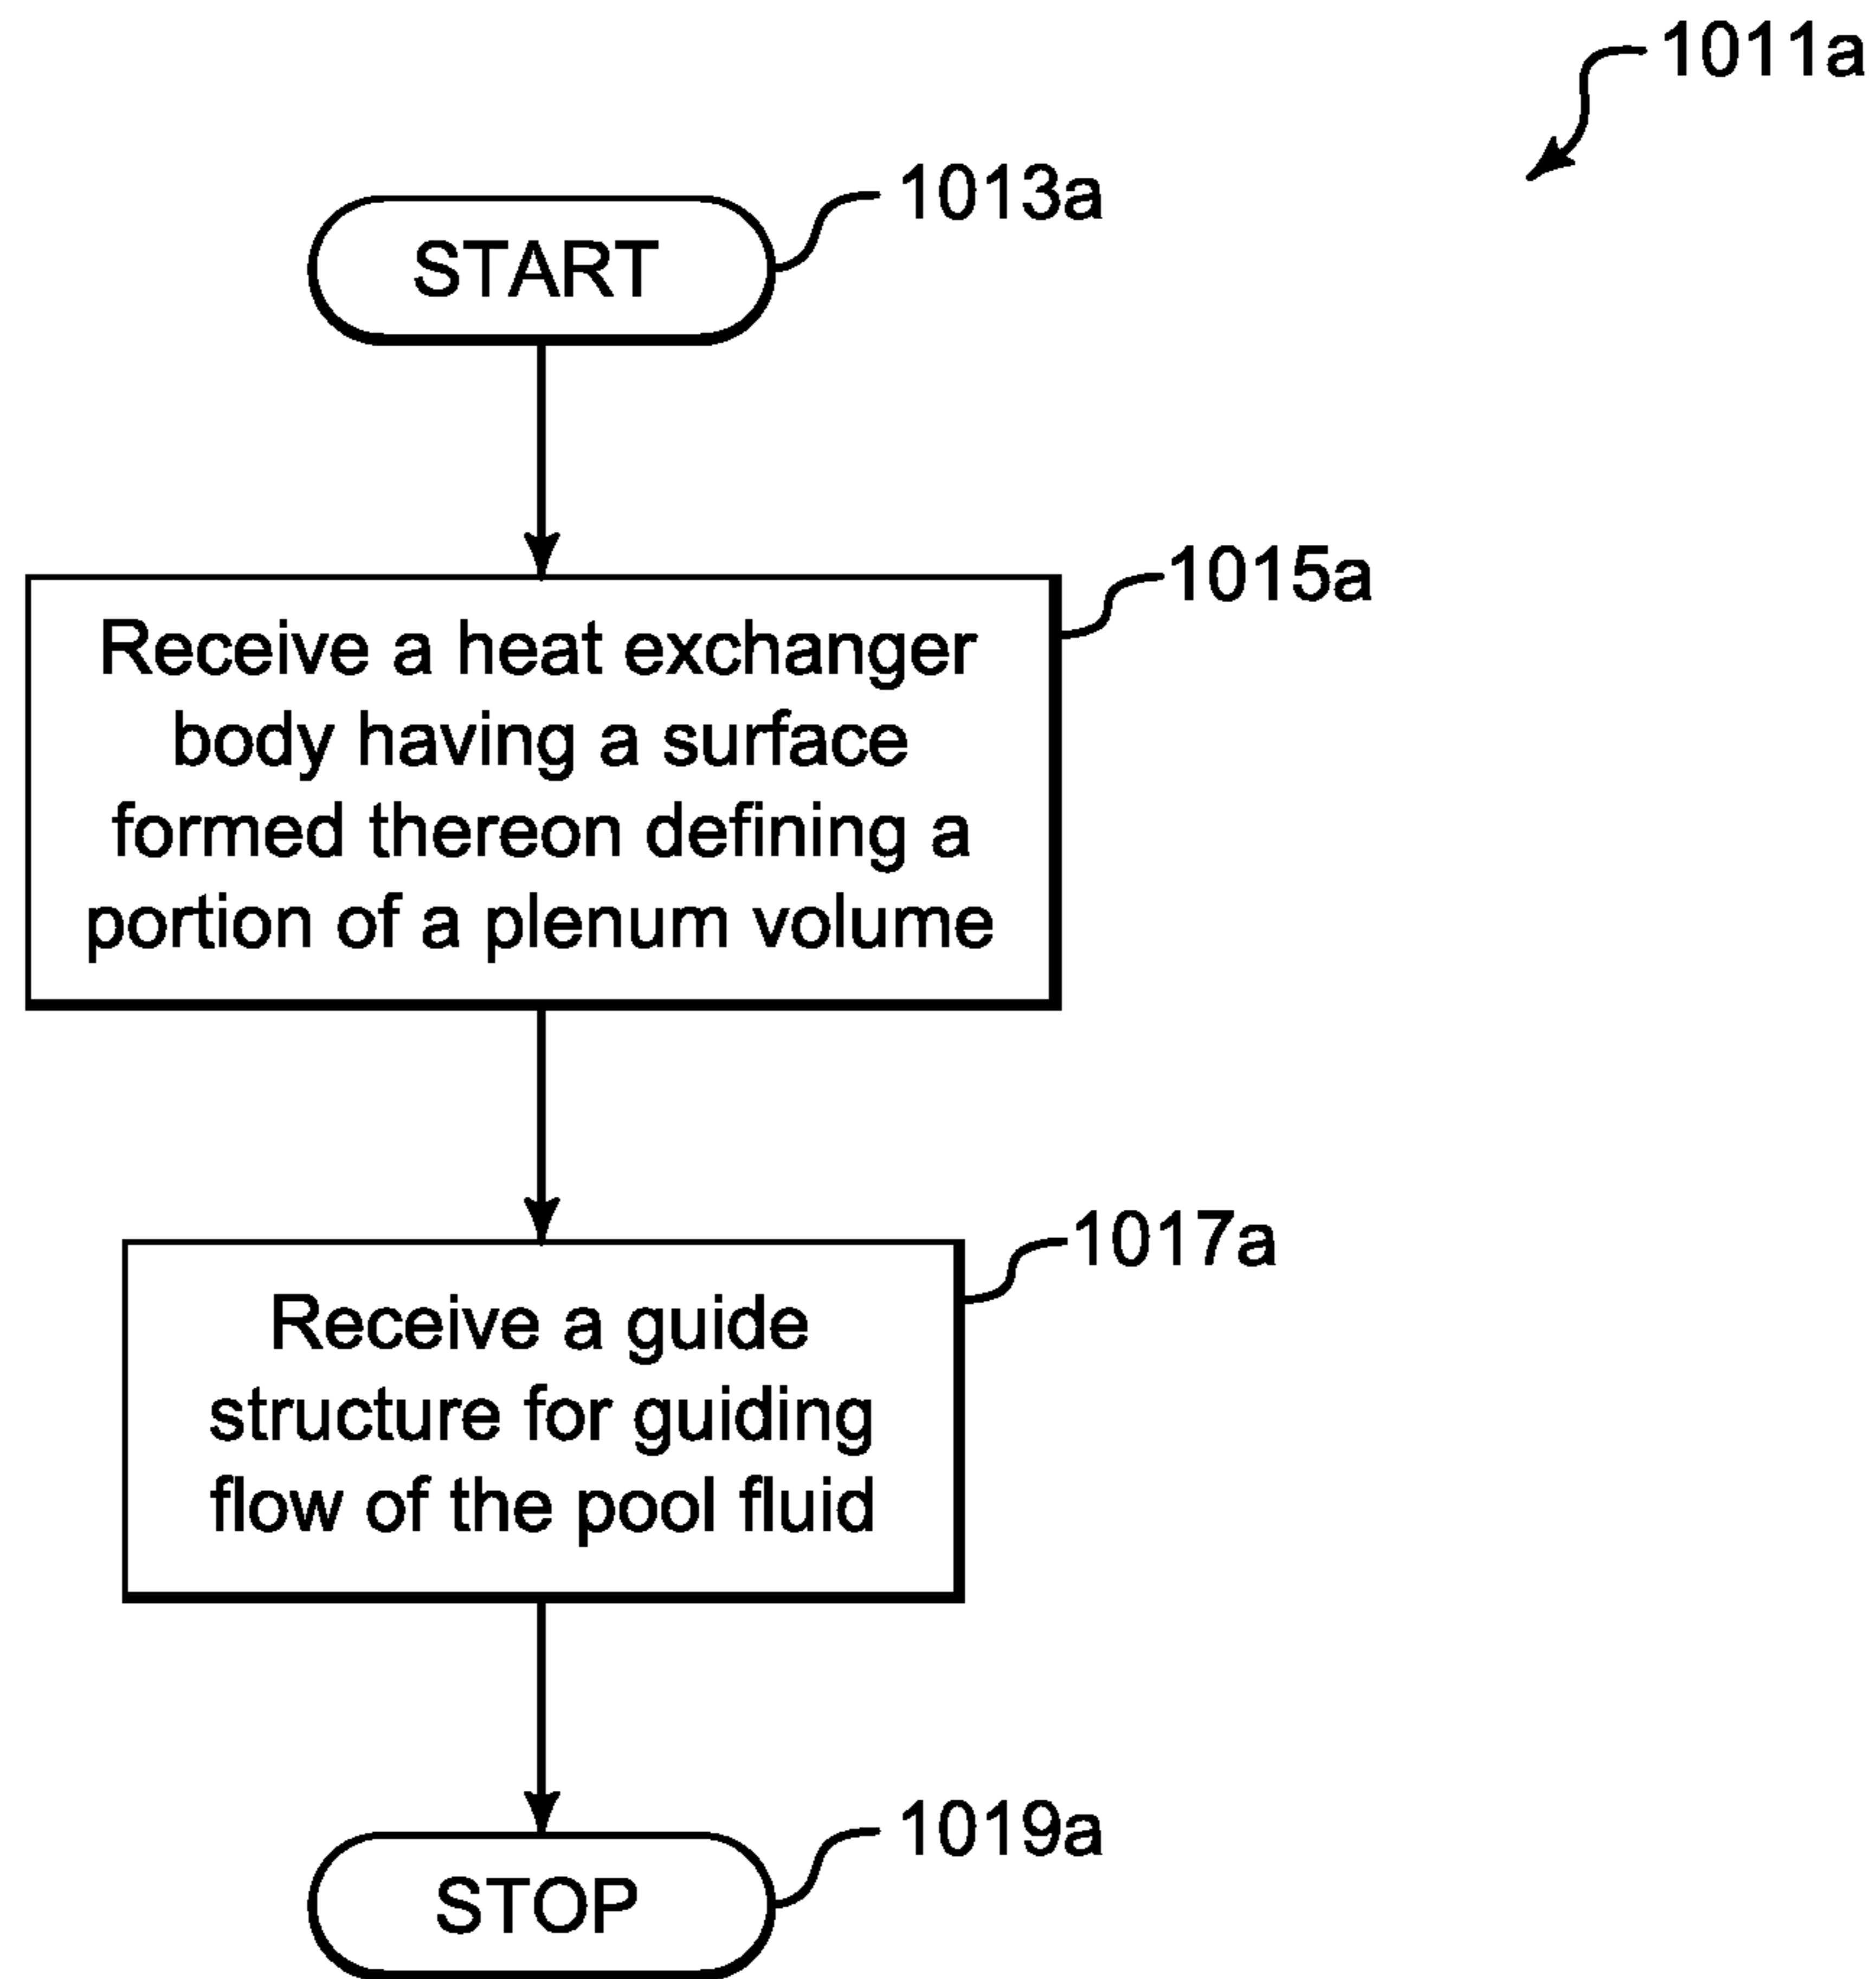 1011a
1013a
START
1015a
Receive a heat exchanger
body having a surface
formed thereon defining a
portion of a plenum volume
1017a
Receive a guide
structure for guiding
flow of the pool fluid
1019a
STOP